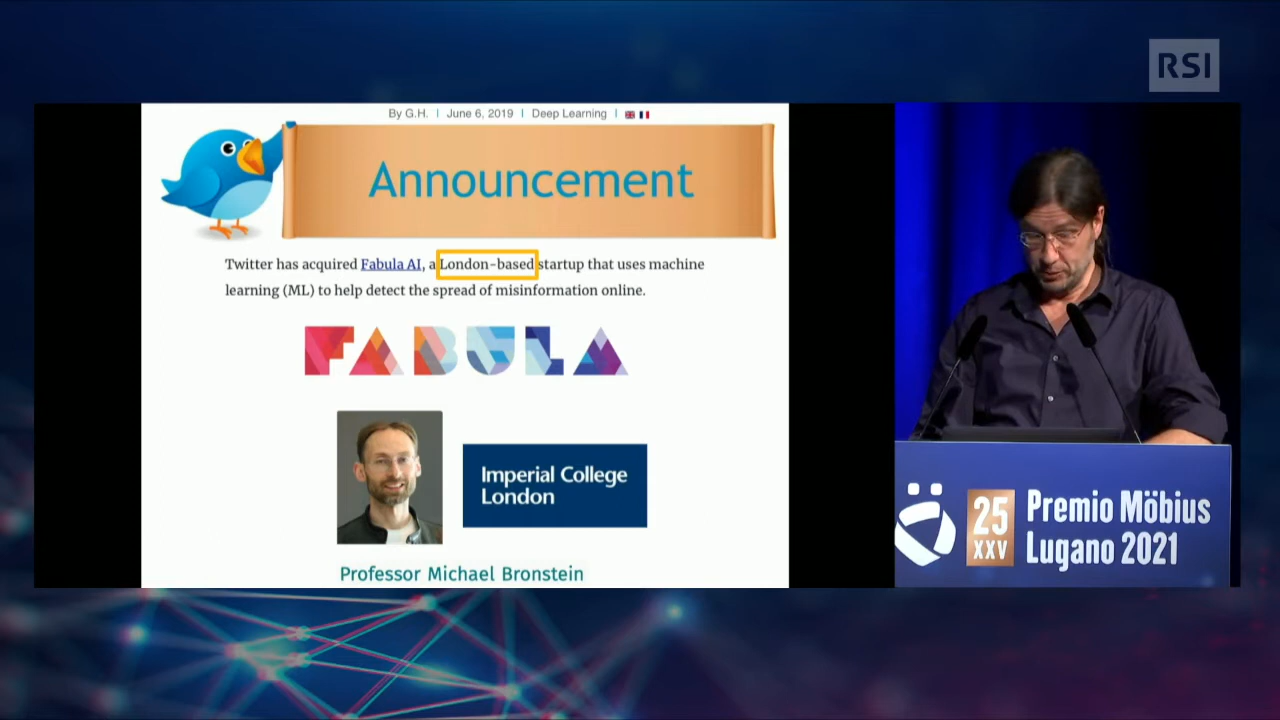 RSI
By G.H. | June 6, 2019 | Deep Learning |
Announcement
Twitter has acquired Fabula AI, a London-based startup that uses machine
learning (ML) to help detect the spread of misinformation online.
FABULA
Imperial College
London
Professor Michael Bronstein
25
XXV
Premio Möbius
Lugano 2021